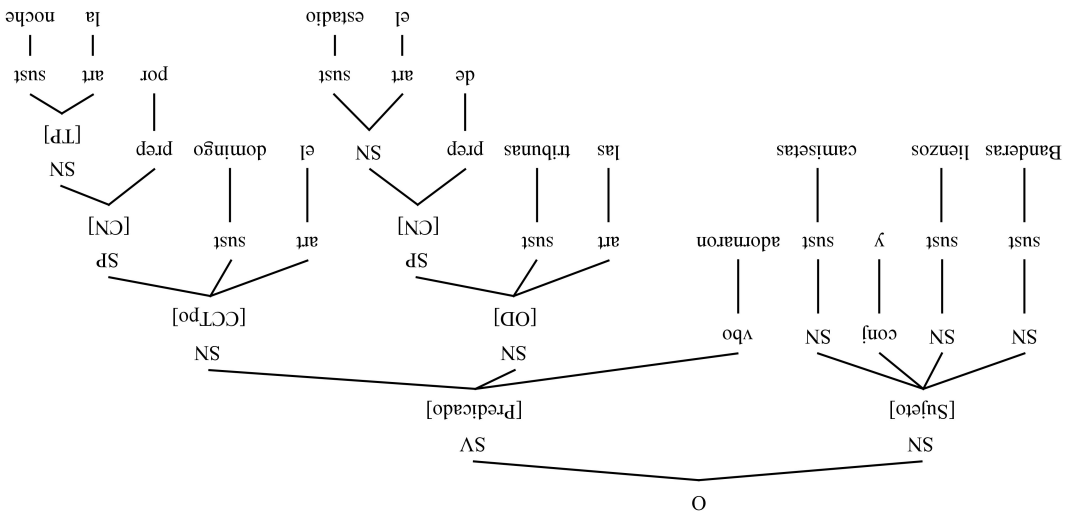 O
SN SV
[Sujeto] [Predicado]
SN SN
SN SN conj SN vbo
[OD] [CCTpo]
SP SP
sust sust y sust adornaron art sust art sust
[CN] [CN]
SN
Banderas lienzos camisetas las tribunas prep SN el domingo prep
[TP]
de art sust por art sust
el estadio la noche